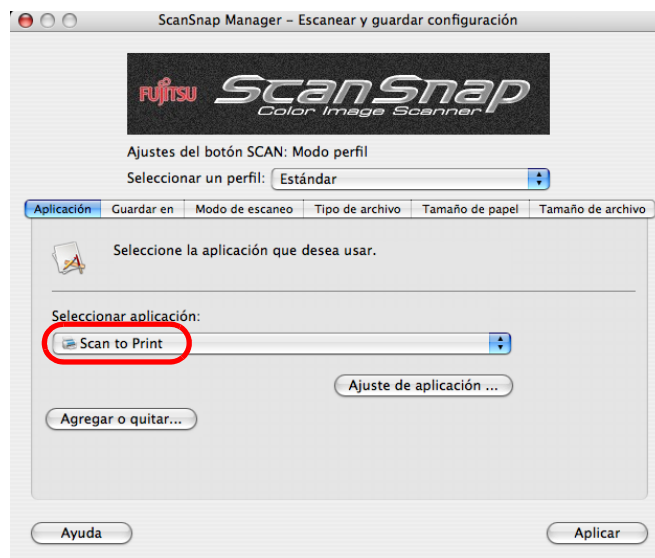 ScanSnap Manager – Escanear y guardar configuración
FUJITSU ScanSnap
Color Image Scanner
Ajustes del botón SCAN: Modo perfil
Seleccionar un perfil: Estándar
Aplicación Guardar en Modo de escaneo Tipo de archivo Tamaño de papel Tamaño de archivo
Seleccione la aplicación que desea usar.
Seleccionar aplicación:
Scan to Print
Ajuste de aplicación ...
Agregar o quitar...
Ayuda Aplicar